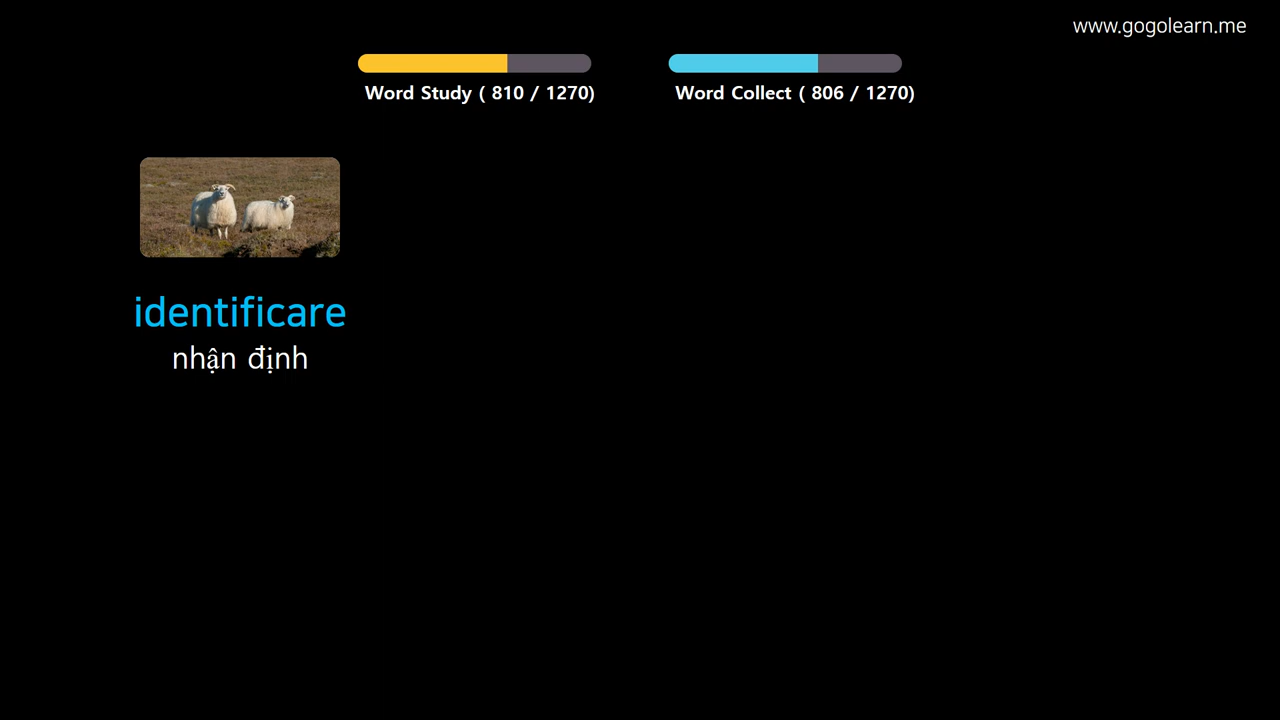 www.gogolearn.me
Word Study ( 810 / 1270)
Word Collect ( 806 / 1270)
identificare
nhận định